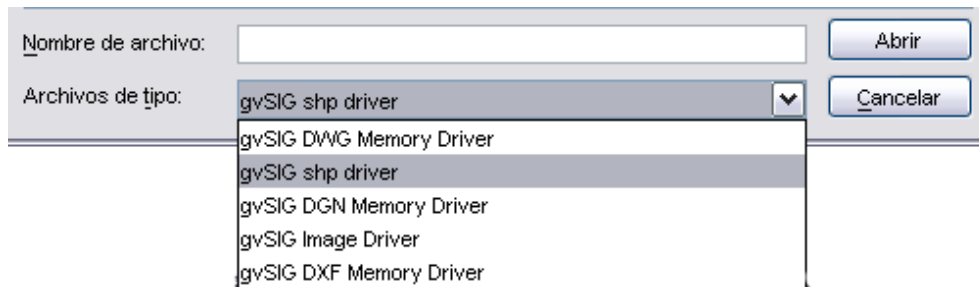 Nombre de archivo:
Abrir
Archivos de tipo:
gvSIG shp driver
Cancelar
gvSIG DWG Memory Driver
gvSIG shp driver
gvSIG DGN Memory Driver
gvSIG Image Driver
gvSIG DXF Memory Driver